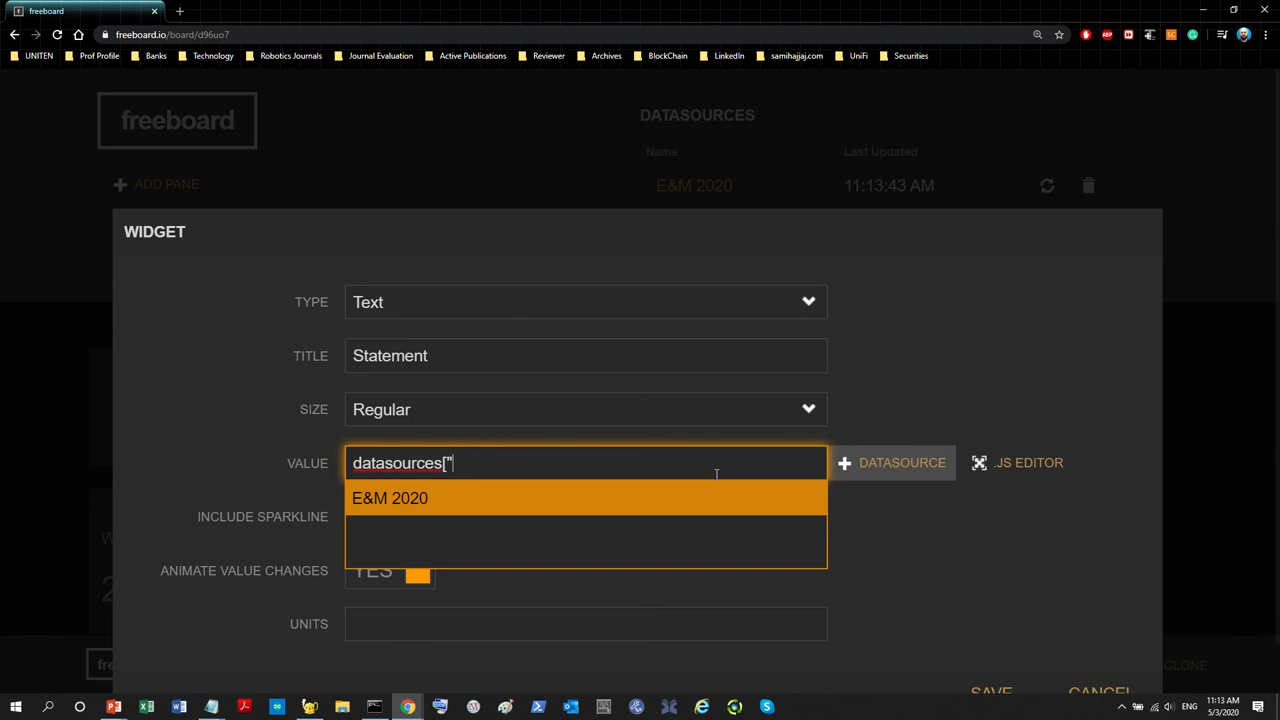 freeboard
freeboard.io/board/d96uo7
UNITEN Prof Profile Banks Technology Robotics Journals Journal Evaluation Active Publications Reviewer Archives BlockChain LinkedIn samihajjaj.com UniFi Securities
freeboard
DATASOURCES
Name Last Updated
ADD PANE
E&M 2020 11:13:43 AM
WIDGET
TYPE Text
TITLE Statement
SIZE Regular
VALUE datasources["
DATASOURCE .JS EDITOR
E&M 2020
INCLUDE SPARKLINE
ANIMATE VALUE CHANGES YES
UNITS
CLONE
SAVE CANCEL
ENG
11:13 AM
5/3/2020